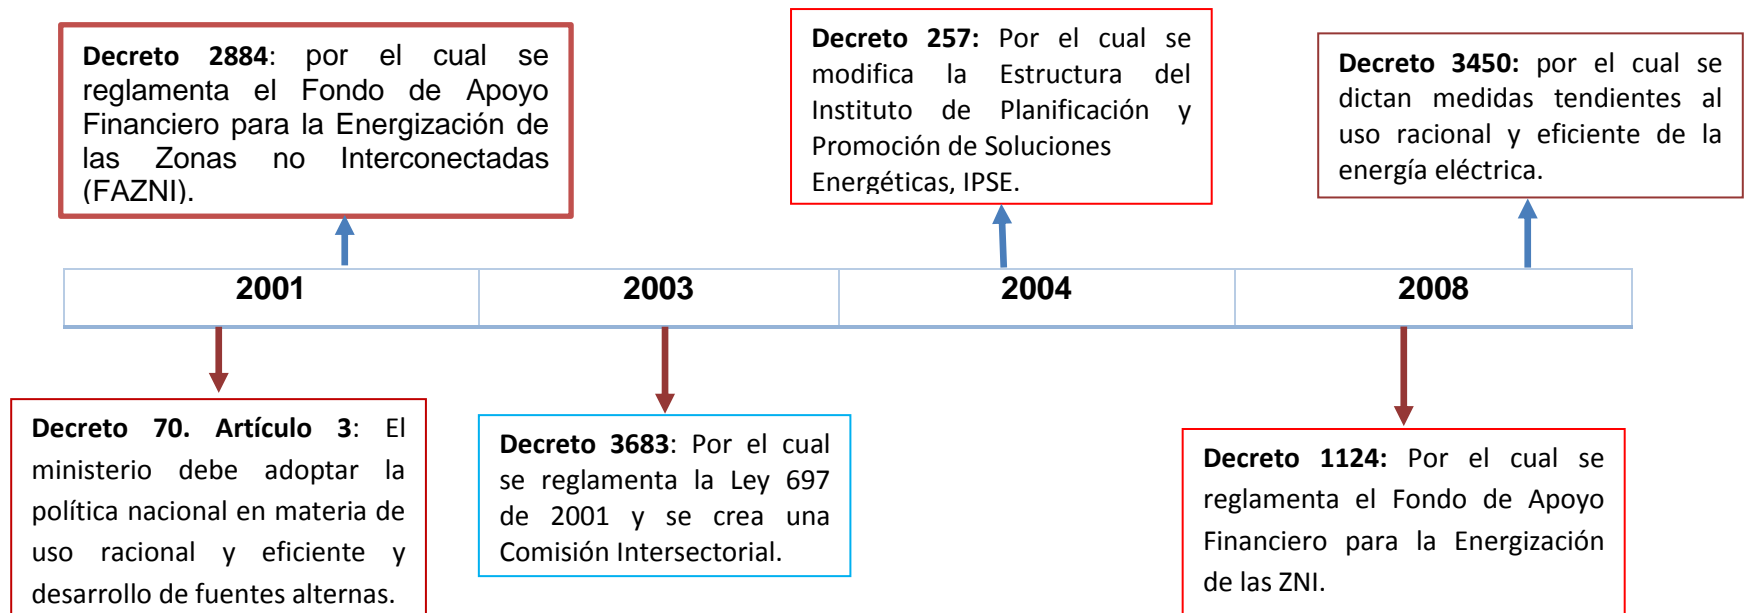 Decreto 2884: por el cual se
reglamenta el Fondo de Apoyo
Financiero para la Energización de
las Zonas no Interconectadas
(FAZNI).
Decreto 257: Por el cual se
modifica la Estructura del
Instituto de Planificación y
Promoción de Soluciones
Energéticas, IPSE.
Decreto 3450: por el cual se
dictan medidas tendientes al
uso racional y eficiente de la
energía eléctrica.
2001
2003
2004
2008
Decreto 70. Artículo 3: El
ministerio debe adoptar la
política nacional en materia de
uso racional y eficiente y
desarrollo de fuentes alternas.
Decreto 3683: Por el cual
se reglamenta la Ley 697
de 2001 y se crea una
Comisión Intersectorial.
Decreto 1124: Por el cual se
reglamenta el Fondo de Apoyo
Financiero para la Energización
de las ZNI.